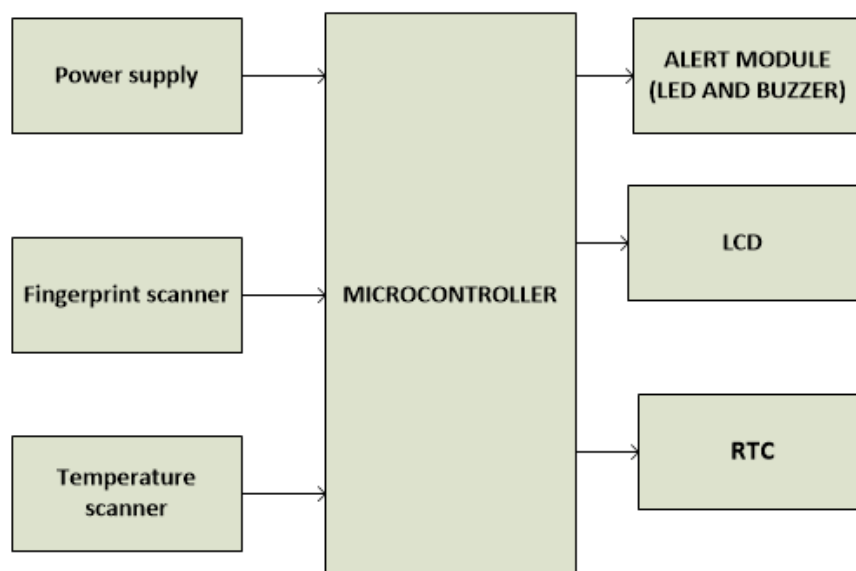 Power supply
Fingerprint scanner
Temperature
scanner
MICROCONTROLLER
ALERT MODULE
(LED AND BUZZER)
LCD
RTC